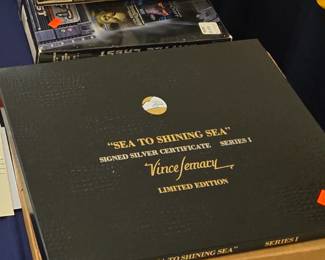 "SEA TO SHINING SEA"
SIGNED SILVER CERTIFICATE SERIES I
Vince Jemary
LIMITED EDITION
"SEA TO SHINING SEA" SERIES I